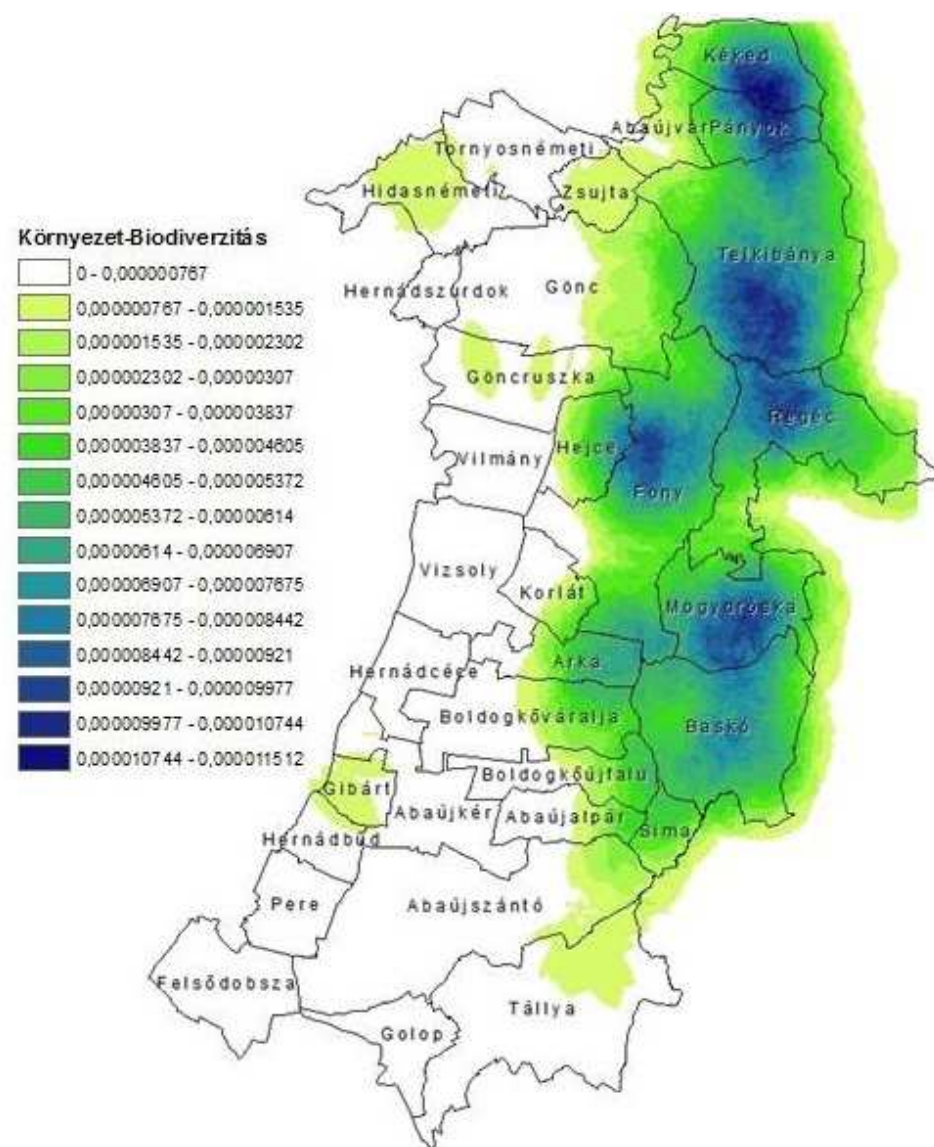 Környezet-Biodiverzitás
0 - 0,000000767
0,000000767 - 0,000001535
0,000001535 - 0,000002302
0,000002302 - 0,00000307
0,00000307 - 0,000003837
0,000003837 - 0,000004605
0,000004605 - 0,000005372
0,000005372 - 0,00000614
0,00000614 - 0,000006907
0,000006907 - 0,000007675
0,000007675 - 0,000008442
0,000008442 - 0,00000921
0,00000921 - 0,000009977
0,000009977 - 0,000010744
0,000010744 - 0,000011512
Kéked
Abaújvár
Pányok
Tornyosnémeti
Hidasnémeti
Zsujta
Telkibánya
Hernádszurdok
Gönc
Göncruszka
Regéc
Hejce
Vilmány
Fony
Vizsoly
Korlát
Mogyoróska
Arka
Hernádcéce
Boldogkőváralja
Baskó
Boldogkőújfalu
Gibárt
Abaújkér
Abaújalpár
Sima
Hernádbűd
Pere
Abaújszántó
Felsődobsza
Tállya
Golop